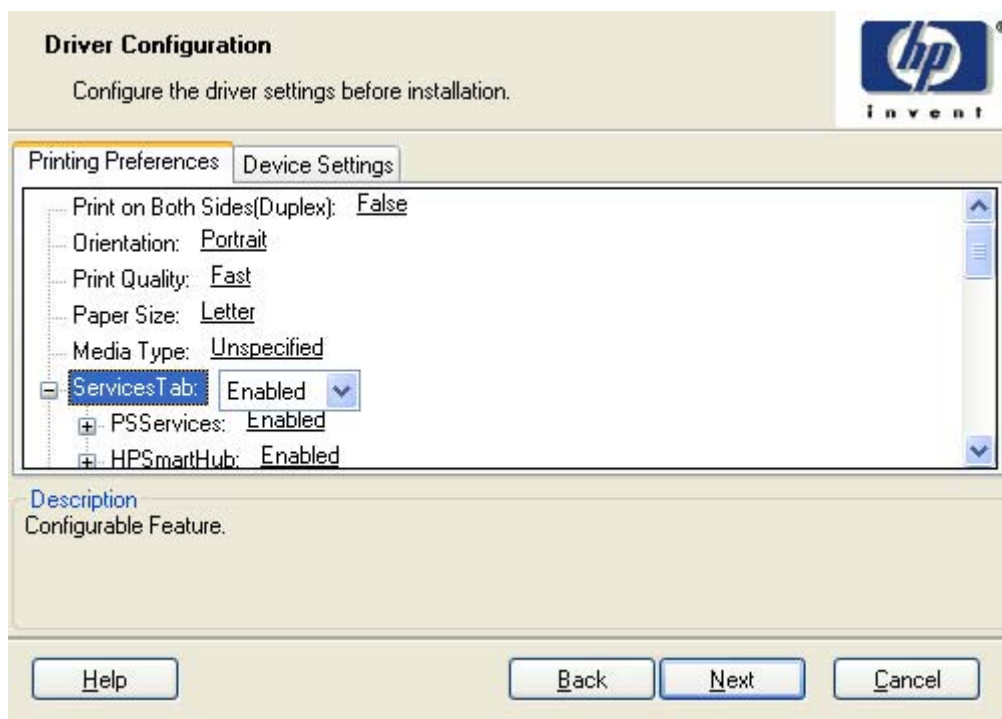 Driver Configuration
Configure the driver settings before installation.
hp
®
invent
Printing Preferences
Device Settings
Print on Both Sides(Duplex): False
Orientation: Portrait
Print Quality: Fast
Paper Size: Letter
Media Type: Unspecified
ServicesTab: Enabled
PSServices: Enabled
HPSmartHub: Enabled
Description
Configurable Feature.
Help
Back
Next
Cancel